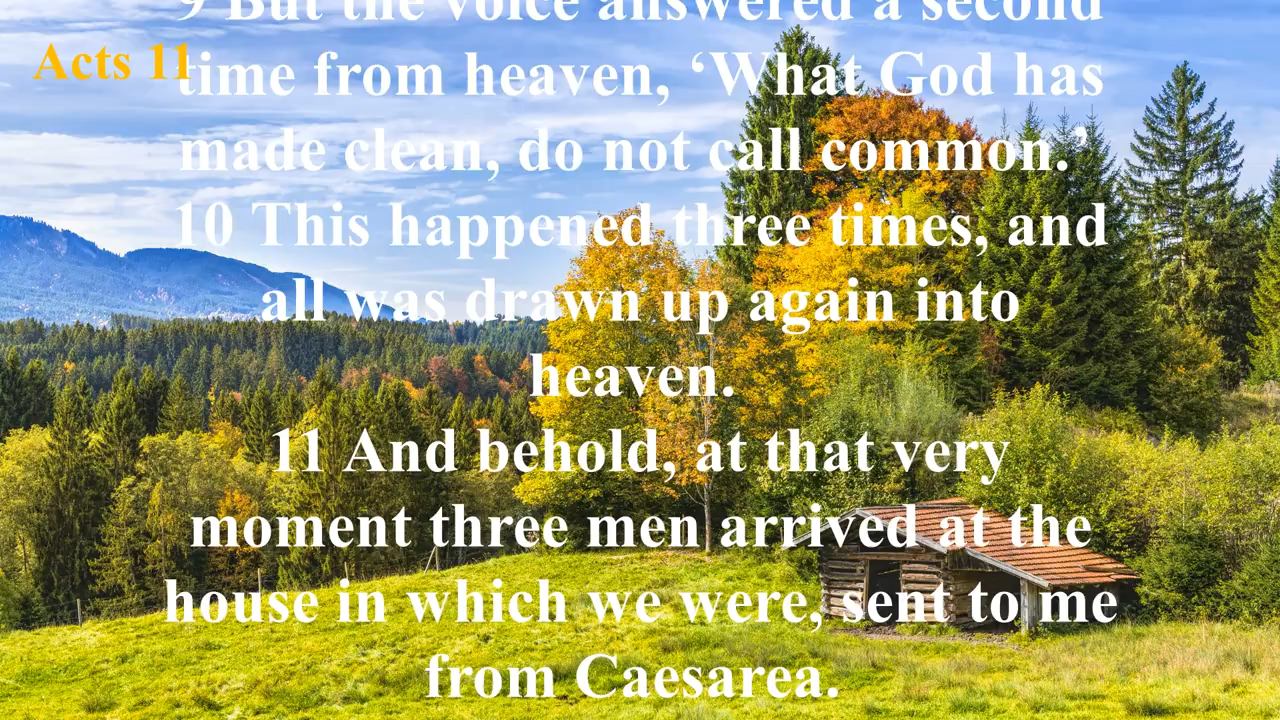 9 But the voice answered a second
Acts 11
time from heaven, ‘What God has
made clean, do not call common.’
10 This happened three times, and
all was drawn up again into
heaven.
11 And behold, at that very
moment three men arrived at the
house in which we were, sent to me
from Caesarea.